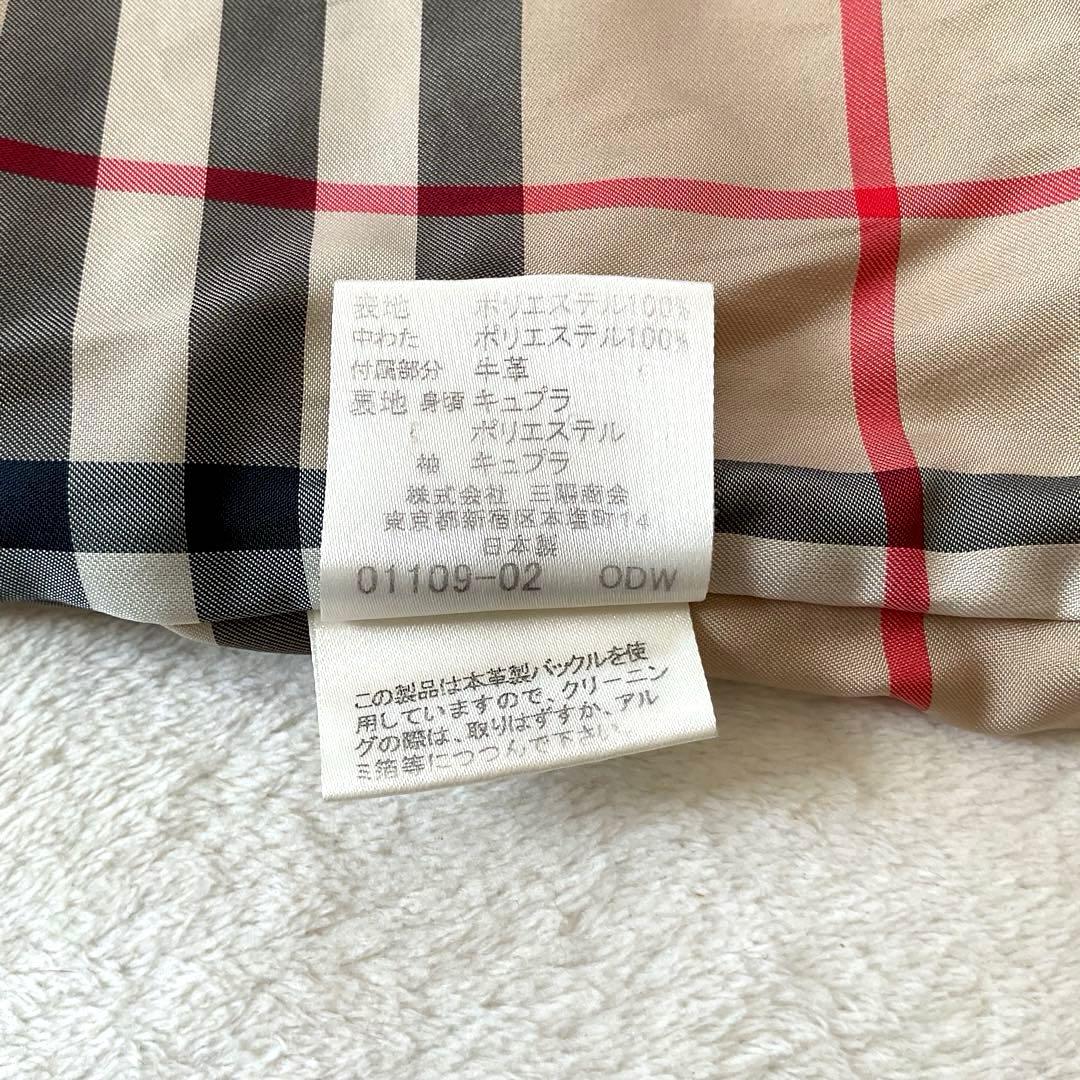 表地 ポリエステル100%
中わた ポリエステル100%
付属部分 牛革
裏地 身頃 キュプラ
ポリエステル
袖 キュプラ
株式会社 三陽商会
東京都新宿区本塩町14
日本製
01109-02 ODW
この製品は本革製バックルを使
用していますので、クリーニン
グの際は、取りはずすか、アル
ミ箔等につつんで下さい。